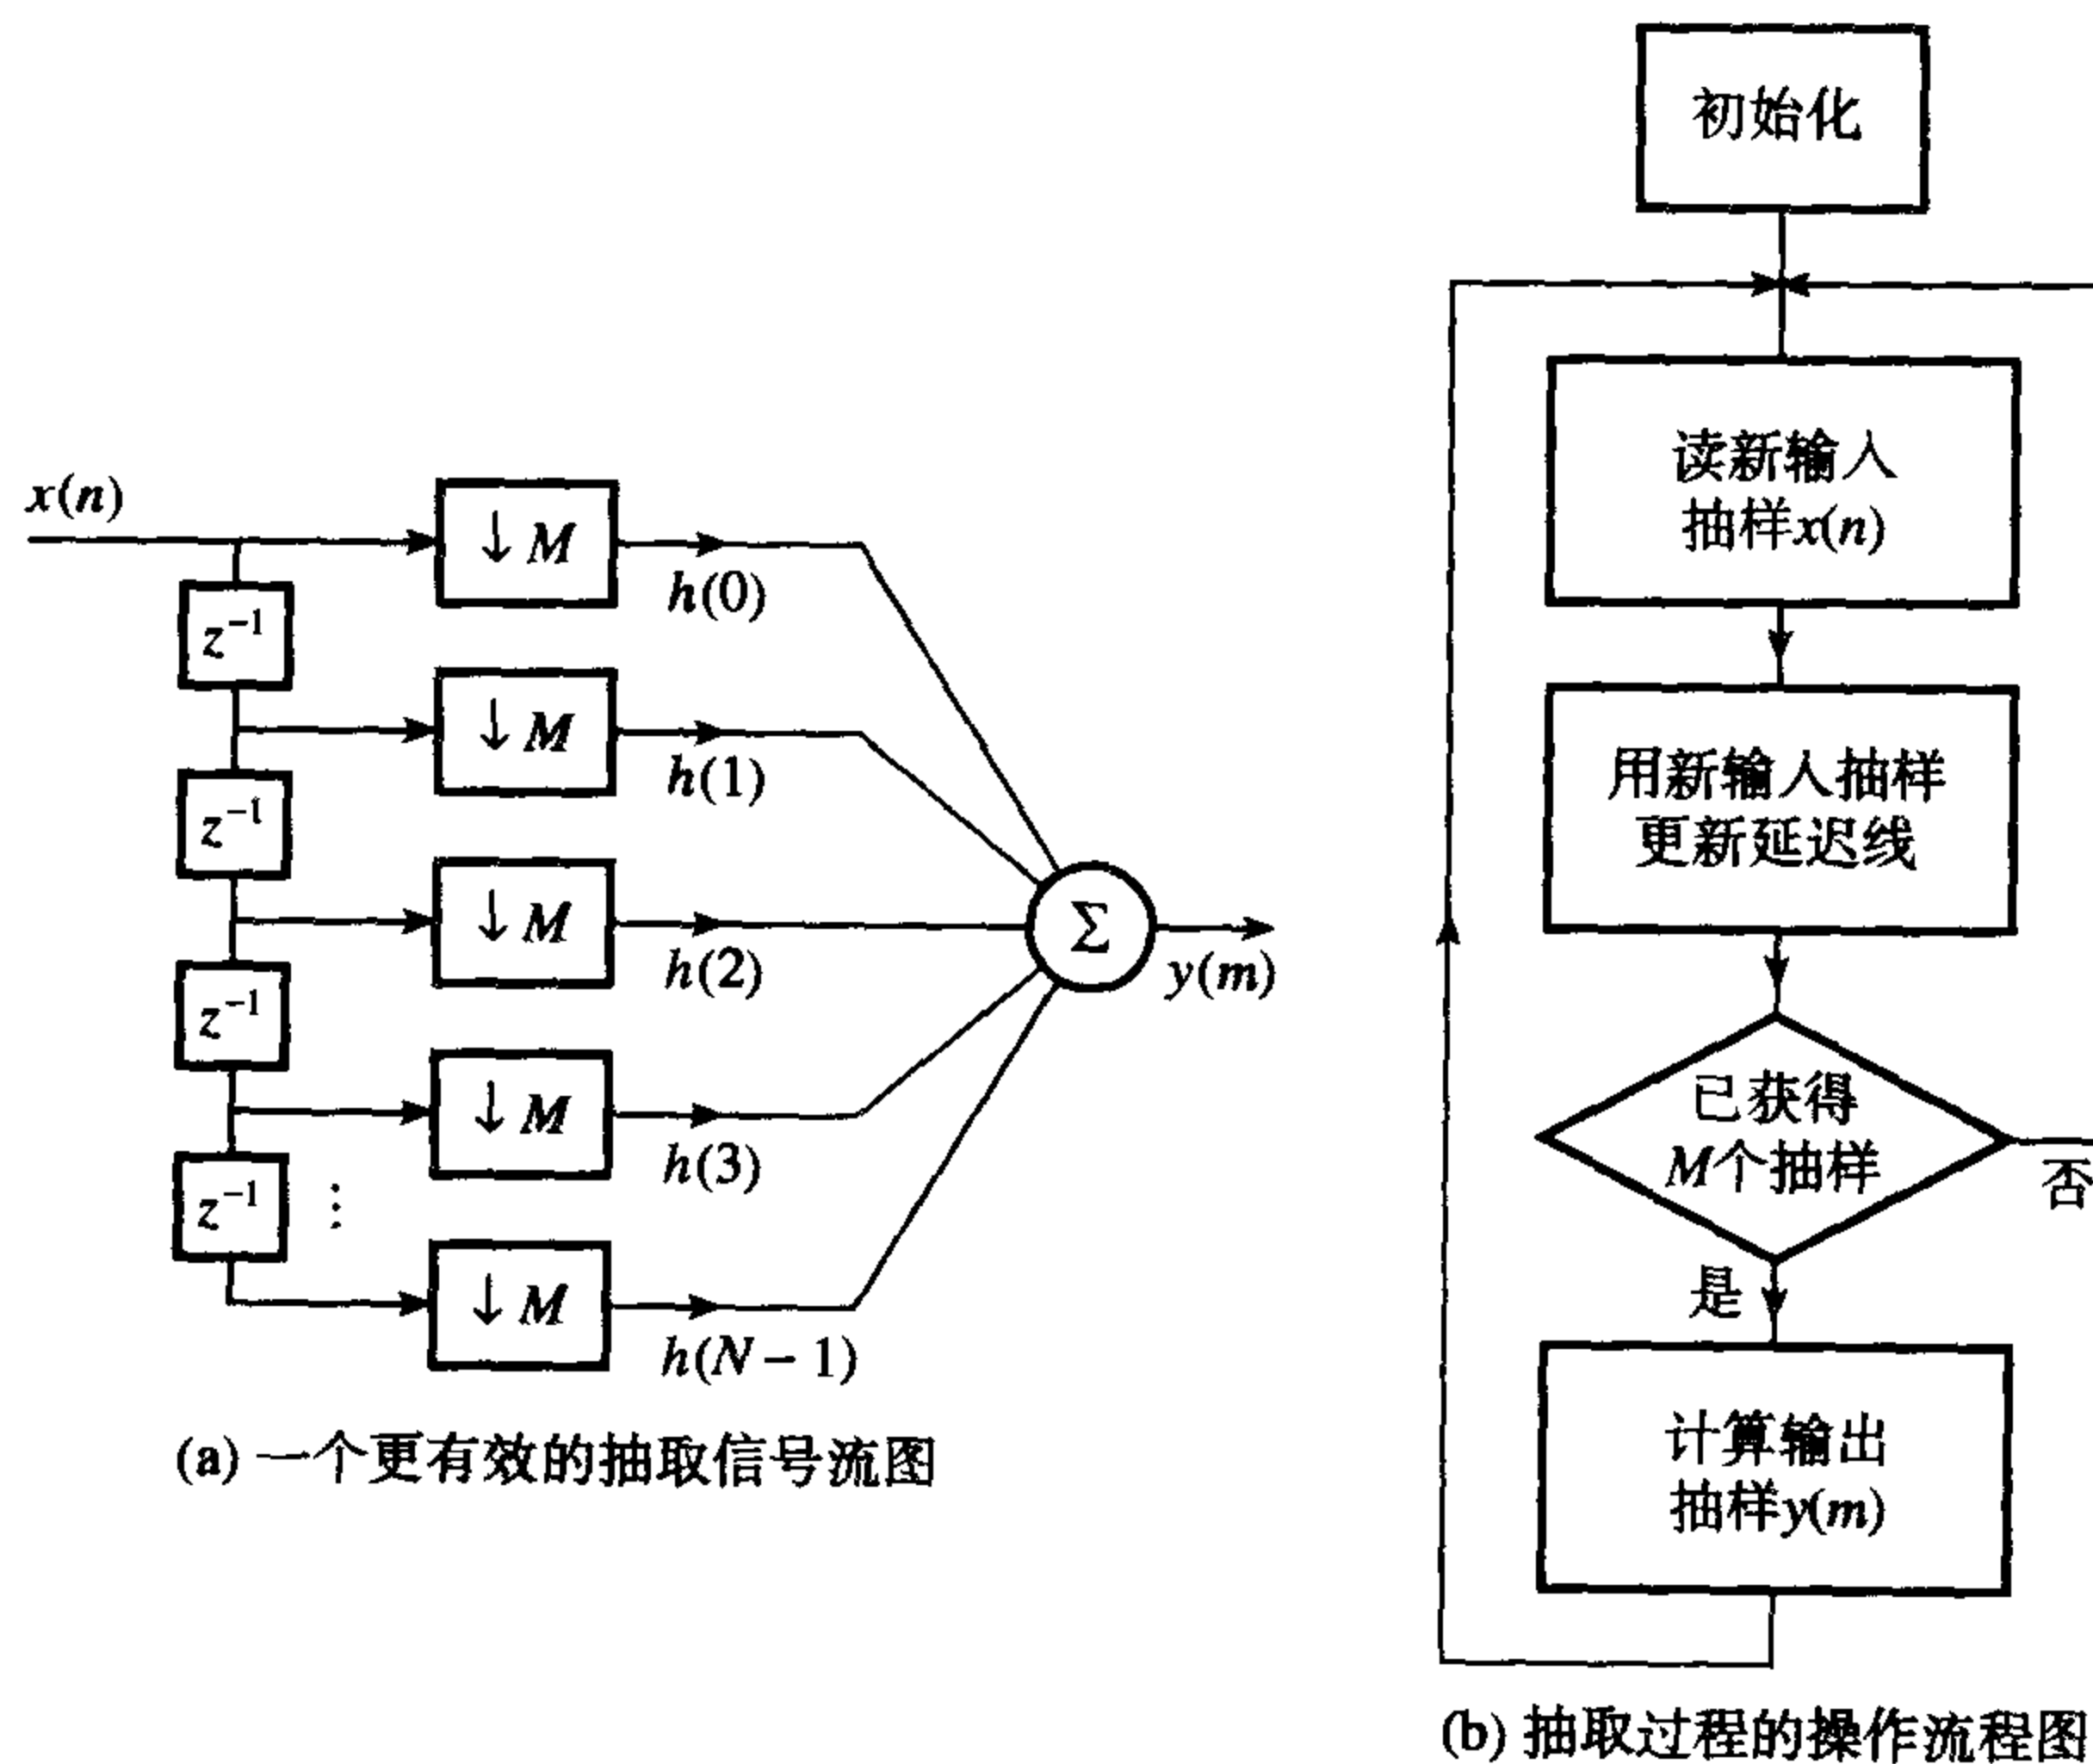 x(n)
↓ M
h(0)
z⁻¹
↓ M
h(1)
z⁻¹
↓ M
h(2)
z⁻¹
↓ M
h(3)
z⁻¹
⋮
↓ M
h(N − 1)
Σ
y(m)
(a) 一个更有效的抽取信号流图
初始化
读新输入
抽样x(n)
用新输入抽样
更新延迟线
已获得
M个抽样
否
是
计算输出
抽样y(m)
(b) 抽取过程的操作流程图